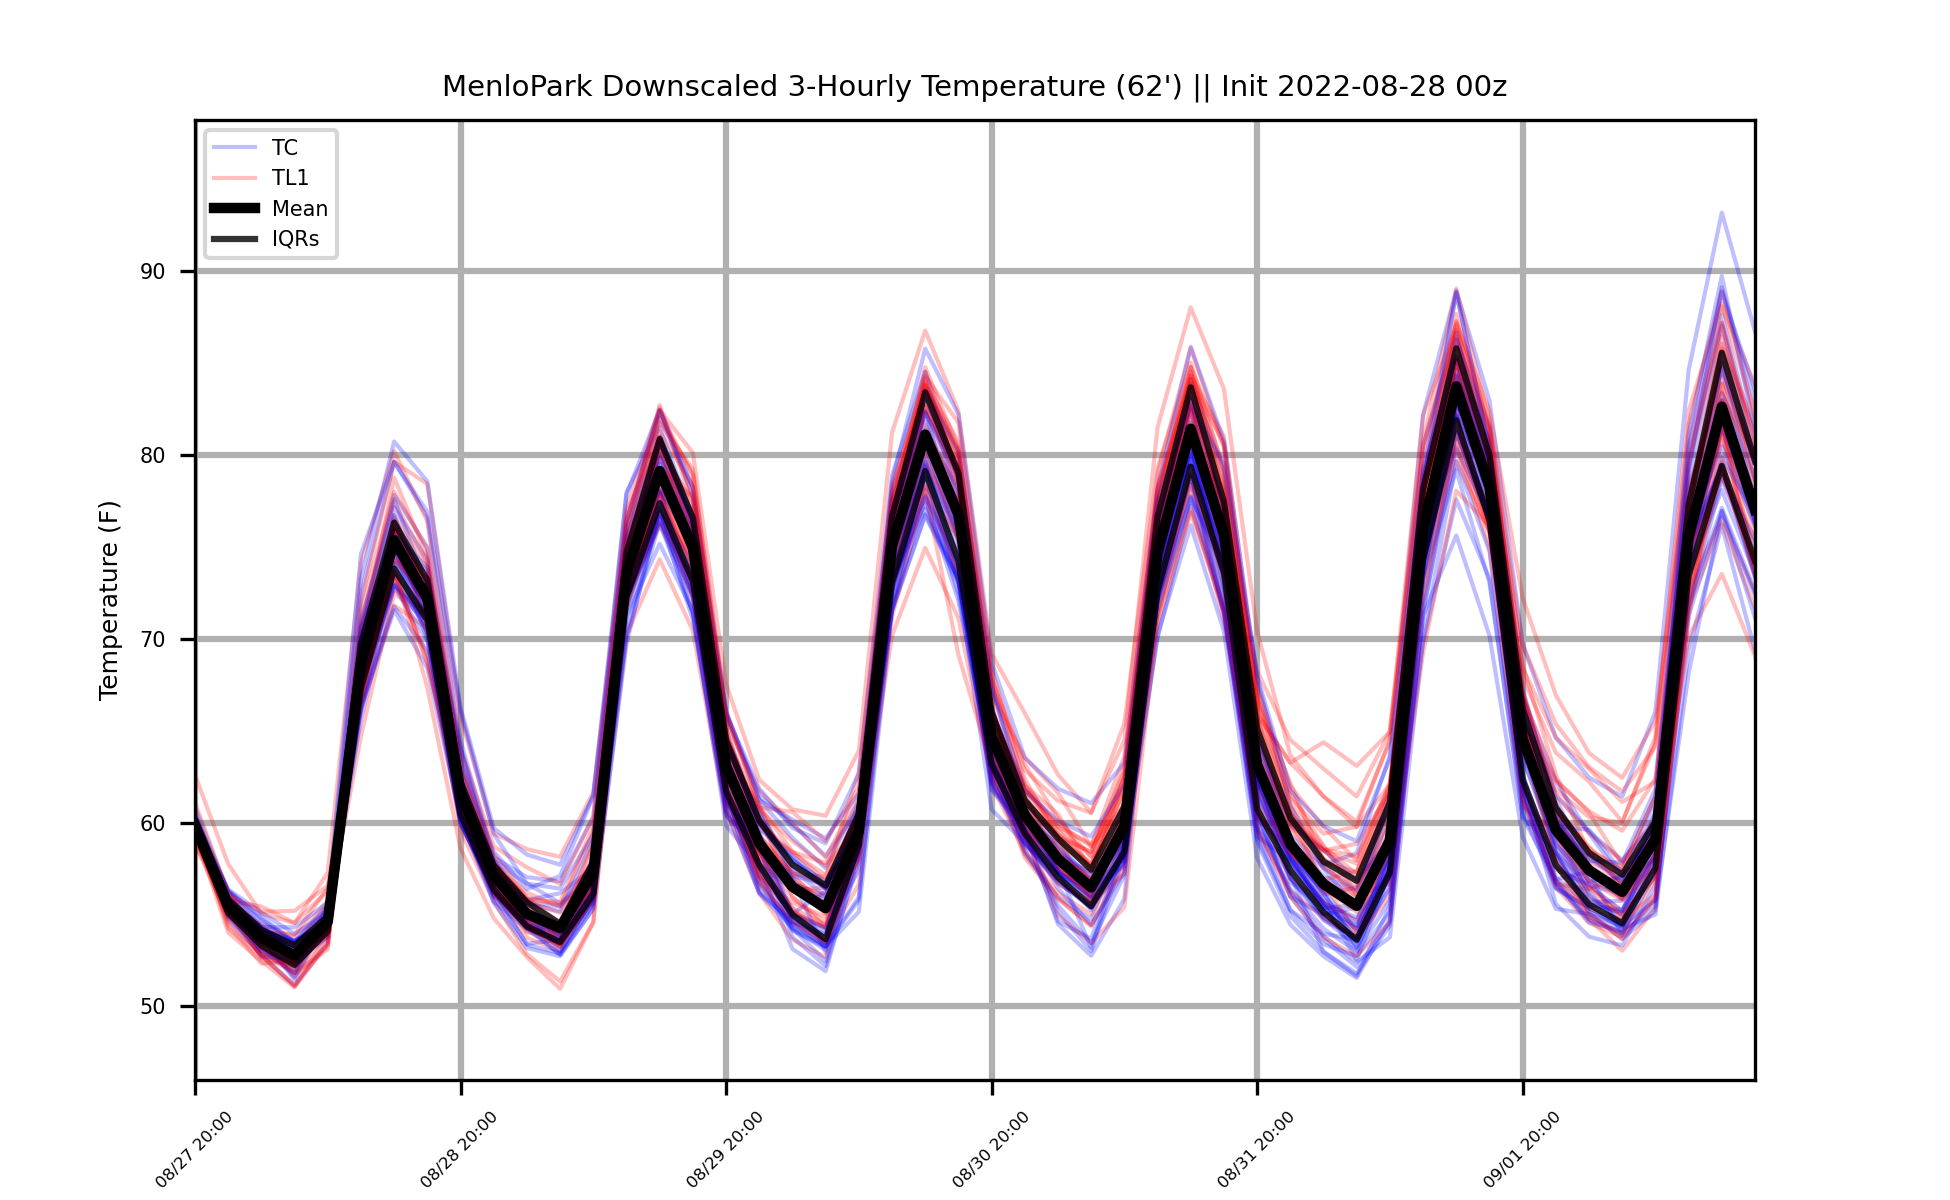 MenloPark Downscaled 3-Hourly Temperature (62') || Init 2022-08-28 00z
TC
TL1
Mean
IQRs
Temperature (F)
90
80
70
60
50
08/27 20:00
08/28 20:00
08/29 20:00
08/30 20:00
08/31 20:00
09/01 20:00